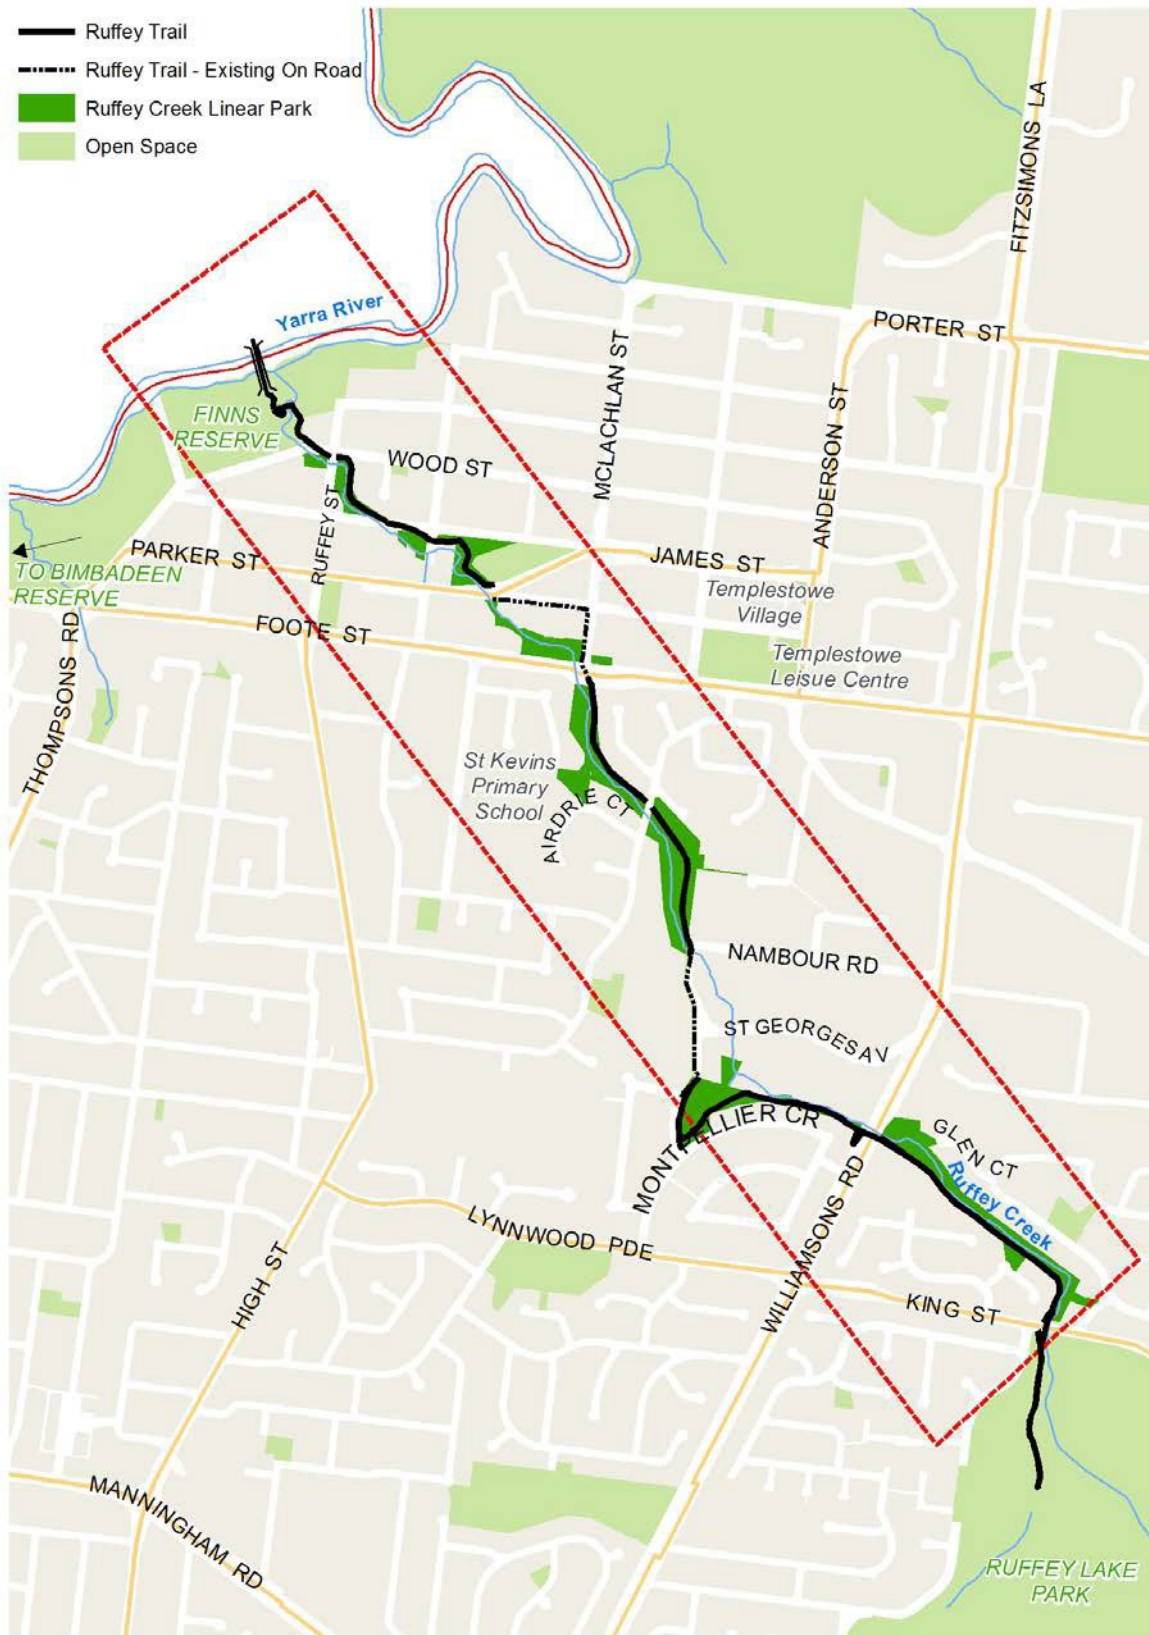 Ruffey Trail
Ruffey Trail - Existing On Road
Ruffey Creek Linear Park
Open Space
FITZSIMONS LA
Yarra River
PORTER ST
MCLACHLAN ST
ANDERSON ST
FINNS
RESERVE
WOOD ST
RUFFEY ST
PARKER ST
JAMES ST
TO BIMBADEEN
RESERVE
Templestowe
Village
FOOTE ST
Templestowe
Leisue Centre
THOMPSONS RD
St Kevins
Primary
School
AIRDRIE CT
NAMBOUR RD
ST GEORGES AV
MONTPELLIER CR
GLEN CT
Ruffey Creek
WILLIAMSONS RD
LYNNWOOD PDE
HIGH ST
KING ST
MANNINGHAM RD
RUFFEY LAKE
PARK